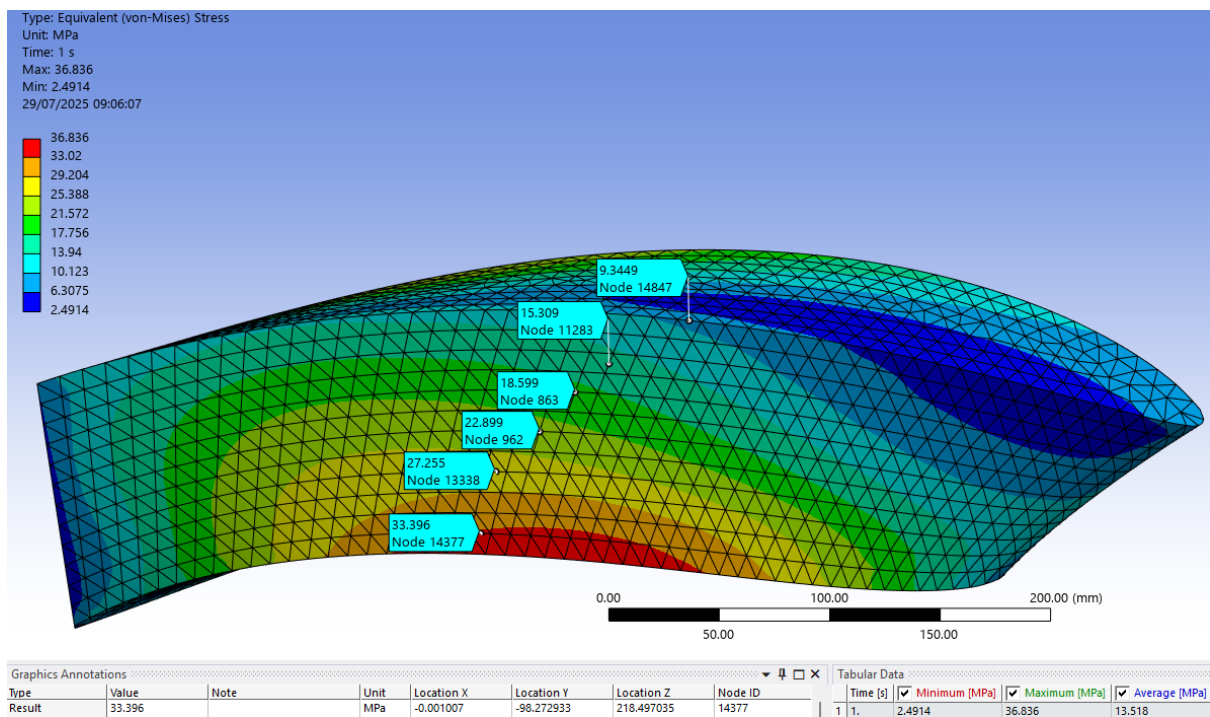 Type: Equivalent (von-Mises) Stress
Unit: MPa
Time: 1 s
Max: 36.836
Min: 2.4914
29/07/2025 09:06:07
36.836
33.02
29.204
25.388
21.572
17.756
13.94
10.123
6.3075
2.4914
9.3449
Node 14847
15.309
Node 11283
18.599
Node 863
22.899
Node 962
27.255
Node 13338
33.396
Node 14377
0.00 100.00 200.00 (mm)
50.00 150.00
Graphics Annotations
Type Value Note Unit Location X Location Y Location Z Node ID
Result 33.396 MPa -0.001007 -98.272933 218.497035 14377
Tabular Data
Time [s] Minimum [MPa] Maximum [MPa] Average [MPa]
1 1. 2.4914 36.836 13.518